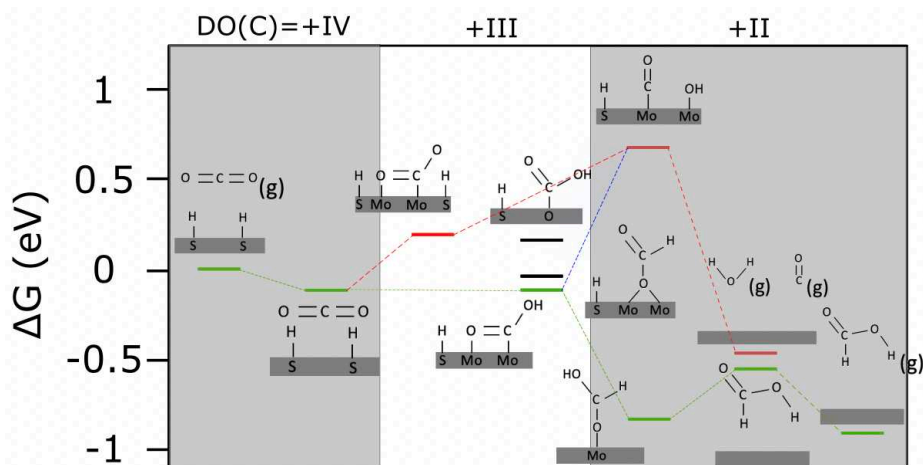 DO(C)=+IV +III +II
ΔG (eV)
1
0.5
0
-0.5
-1
O=C=O(g)
H H
S S
O=C=O
H H
S S
O
H O=C H
S Mo Mo S
O
H C OH
S O
OH
O=C
S Mo Mo
O
H C OH
S Mo Mo
O
C H
H O
S Mo Mo
HO H
C
O
Mo
H H
O (g)
O
C (g)
O
C O
H H (g)
O
C O
H H